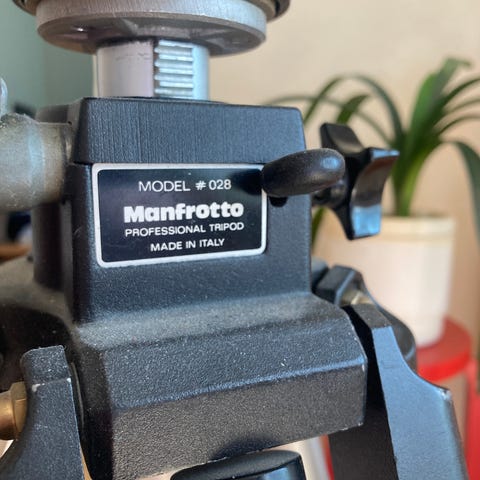 MODEL # 028
Manfrotto
PROFESSIONAL TRIPOD
MADE IN ITALY